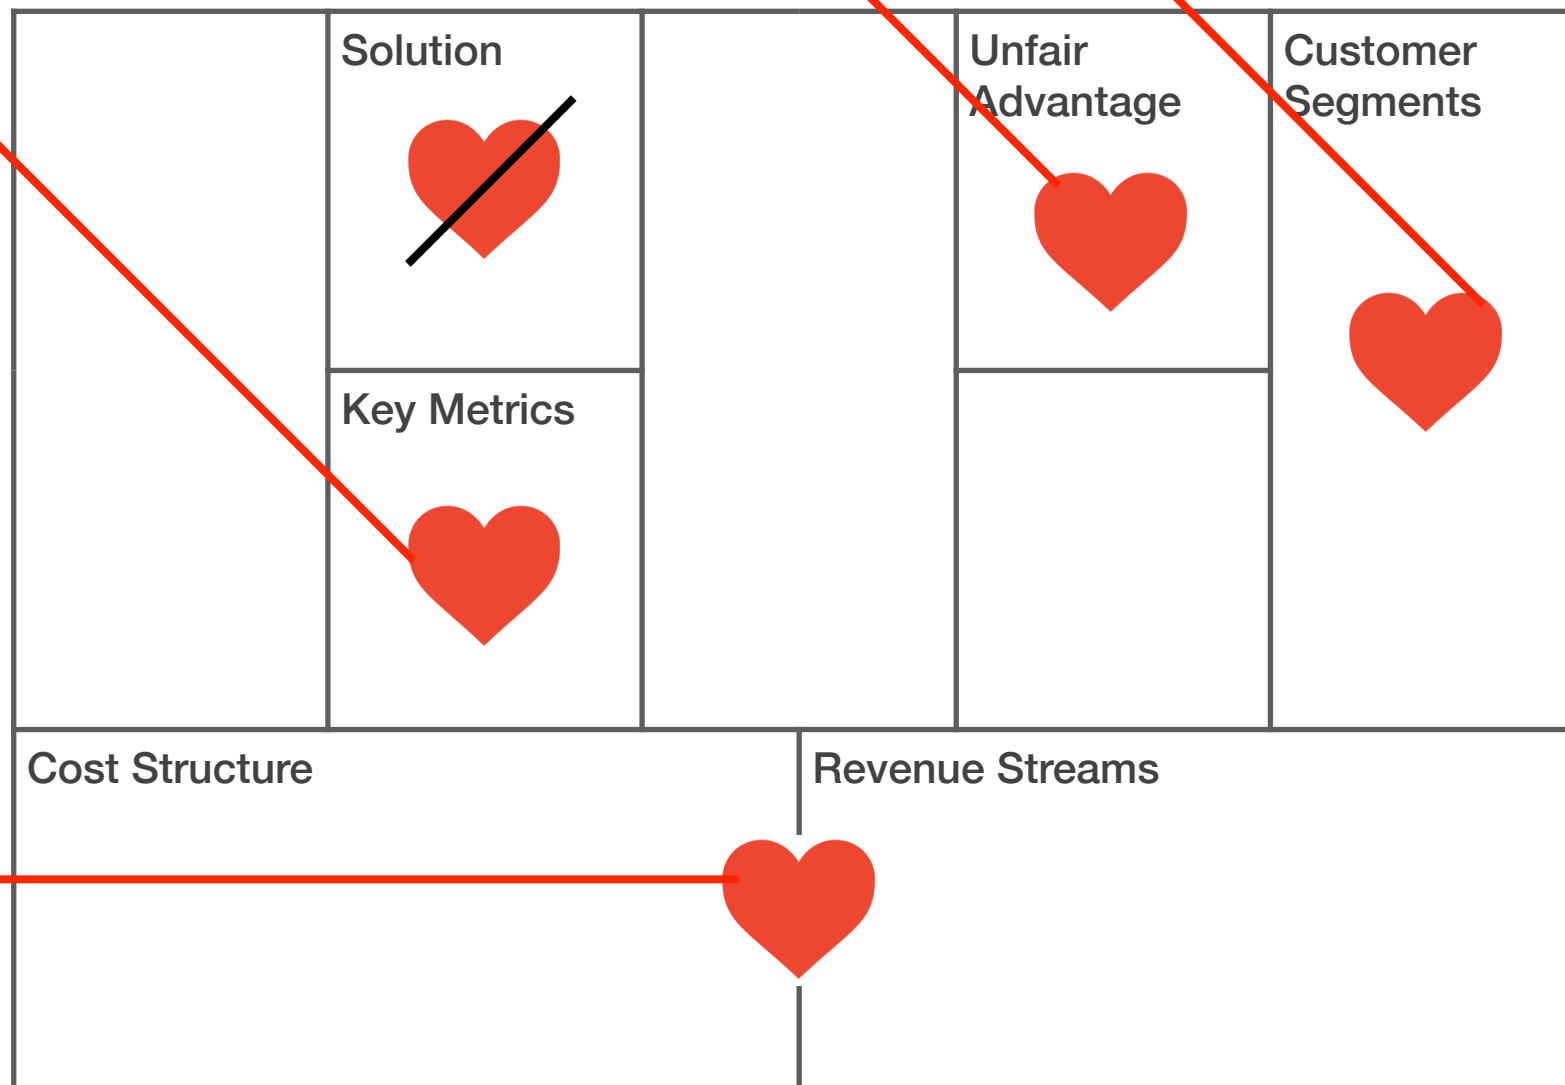 Solution
Unfair
Advantage
Customer
Segments
Key Metrics
Cost Structure
Revenue Streams